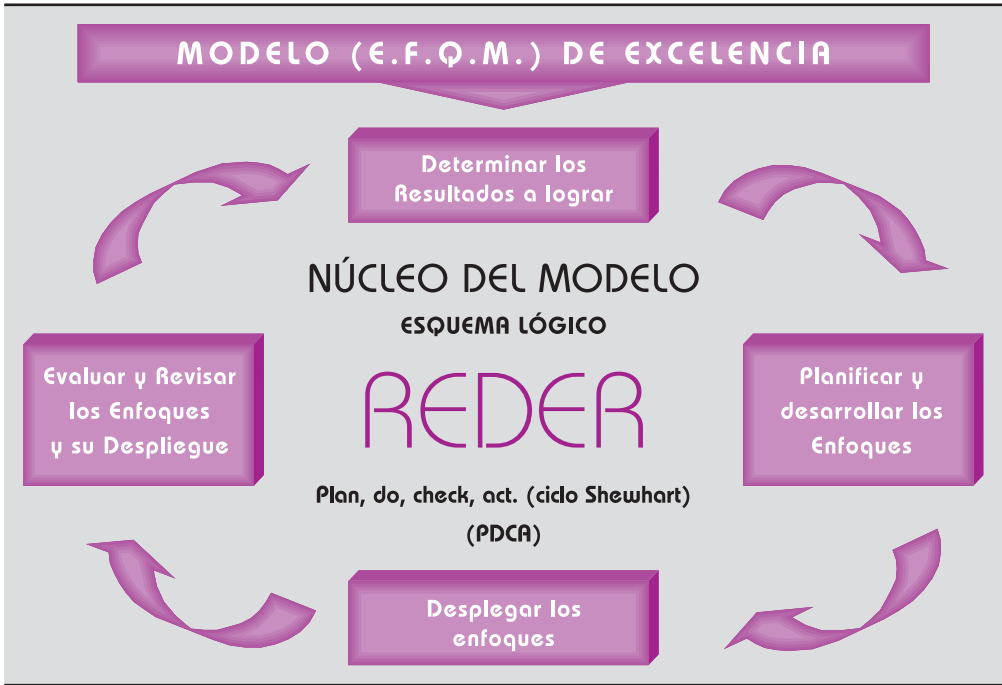 MODELO (E.F.Q.M.) DE EXCELENCIA
Determinar los
Resultados a lograr
NÚCLEO DEL MODELO
ESQUEMA LÓGICO
Evaluar y Revisar
los Enfoques
y su Despliegue
REDER
Planificar y
desarrollar los
Enfoques
Plan, do, check, act. (ciclo Shewhart)
(PDCA)
Desplegar los
enfoques